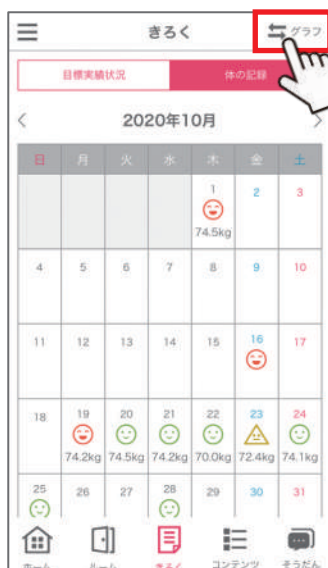 きろく
グラフ
目標実績状況 体の記録
2020年10月
日 月 火 水 木 金 土
1 2 3
74.5kg
4 5 6 7 8 9 10
11 12 13 14 15 16 17
18 19 20 21 22 23 24
74.2kg 74.5kg 74.2kg 70.0kg 72.4kg 74.1kg
25 26 27 28 29 30 31
ホーム ルーム きろく コンテンツ そうだん